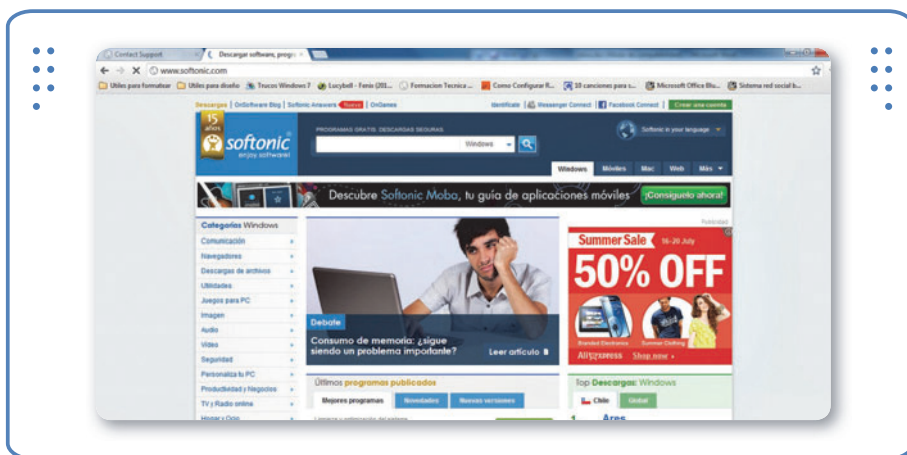 Contact Support
Descargar software, progr
www.softonic.com
Utiles para formatear
Utiles para diseño
Trucos Windows 7
Lucybell - Fenix (201...
Formacion Tecnica ...
Como Configurar R...
10 canciones para s...
Microsoft Office Blu...
Sistema red social b...
Descargas | OnSoftware Blog | Softonic Answers Nuevo | OnGames
Identifícate | Messenger Connect | Facebook Connect | Crear una cuenta
15 años
softonic
enjoy software!
PROGRAMAS GRATIS. DESCARGAS SEGURAS.
Windows
Softonic in your language
Windows Móviles Mac Web Más
Descubre Softonic Moba, tu guía de aplicaciones móviles ¡Consíguelo ahora!
Categorías Windows
Comunicación
Navegadores
Descargas de archivos
Utilidades
Juegos para PC
Imagen
Audio
Vídeo
Seguridad
Personaliza tu PC
Productividad y Negocios
TV y Radio online
Hogar y Ocio
Debate
Consumo de memoria: ¿sigue
siendo un problema importante?
Leer artículo
Últimos programas publicados
Mejores programas Novedades Nuevas versiones
Publicidad
Summer Sale 16-20 July
50% OFF
Branded Electronics
Summer Clothing
AliExpress Shop now
Top Descargas: Windows
Chile Global
1 Ares